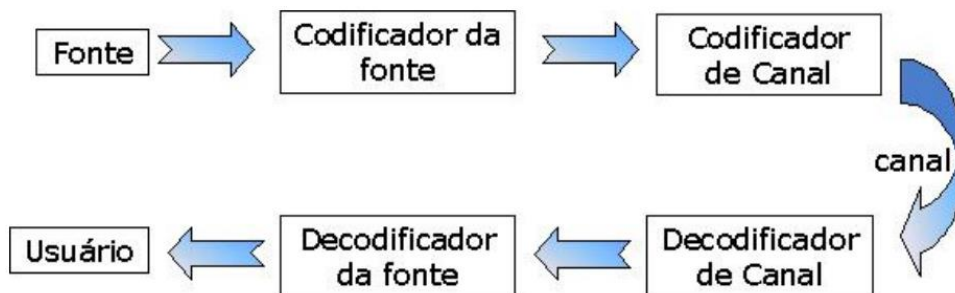 Fonte
Codificador da
fonte
Codificador
de Canal
canal
Usuário
Decodificador
da fonte
Decodificador
de Canal